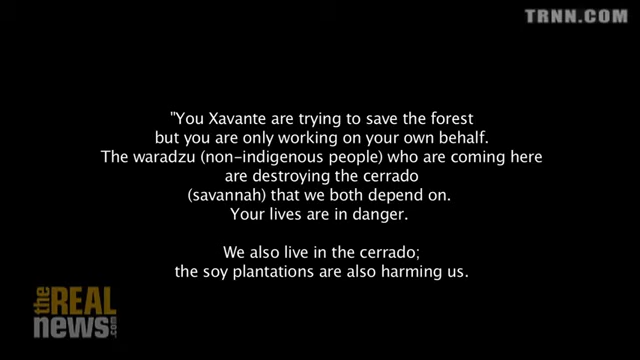 TRNN.COM
"You Xavante are trying to save the forest
but you are only working on your own behalf.
The waradzu (non-indigenous people) who are coming here
are destroying the cerrado
(savannah) that we both depend on.
Your lives are in danger.
We also live in the cerrado;
the soy plantations are also harming us.
the REAL
news.com